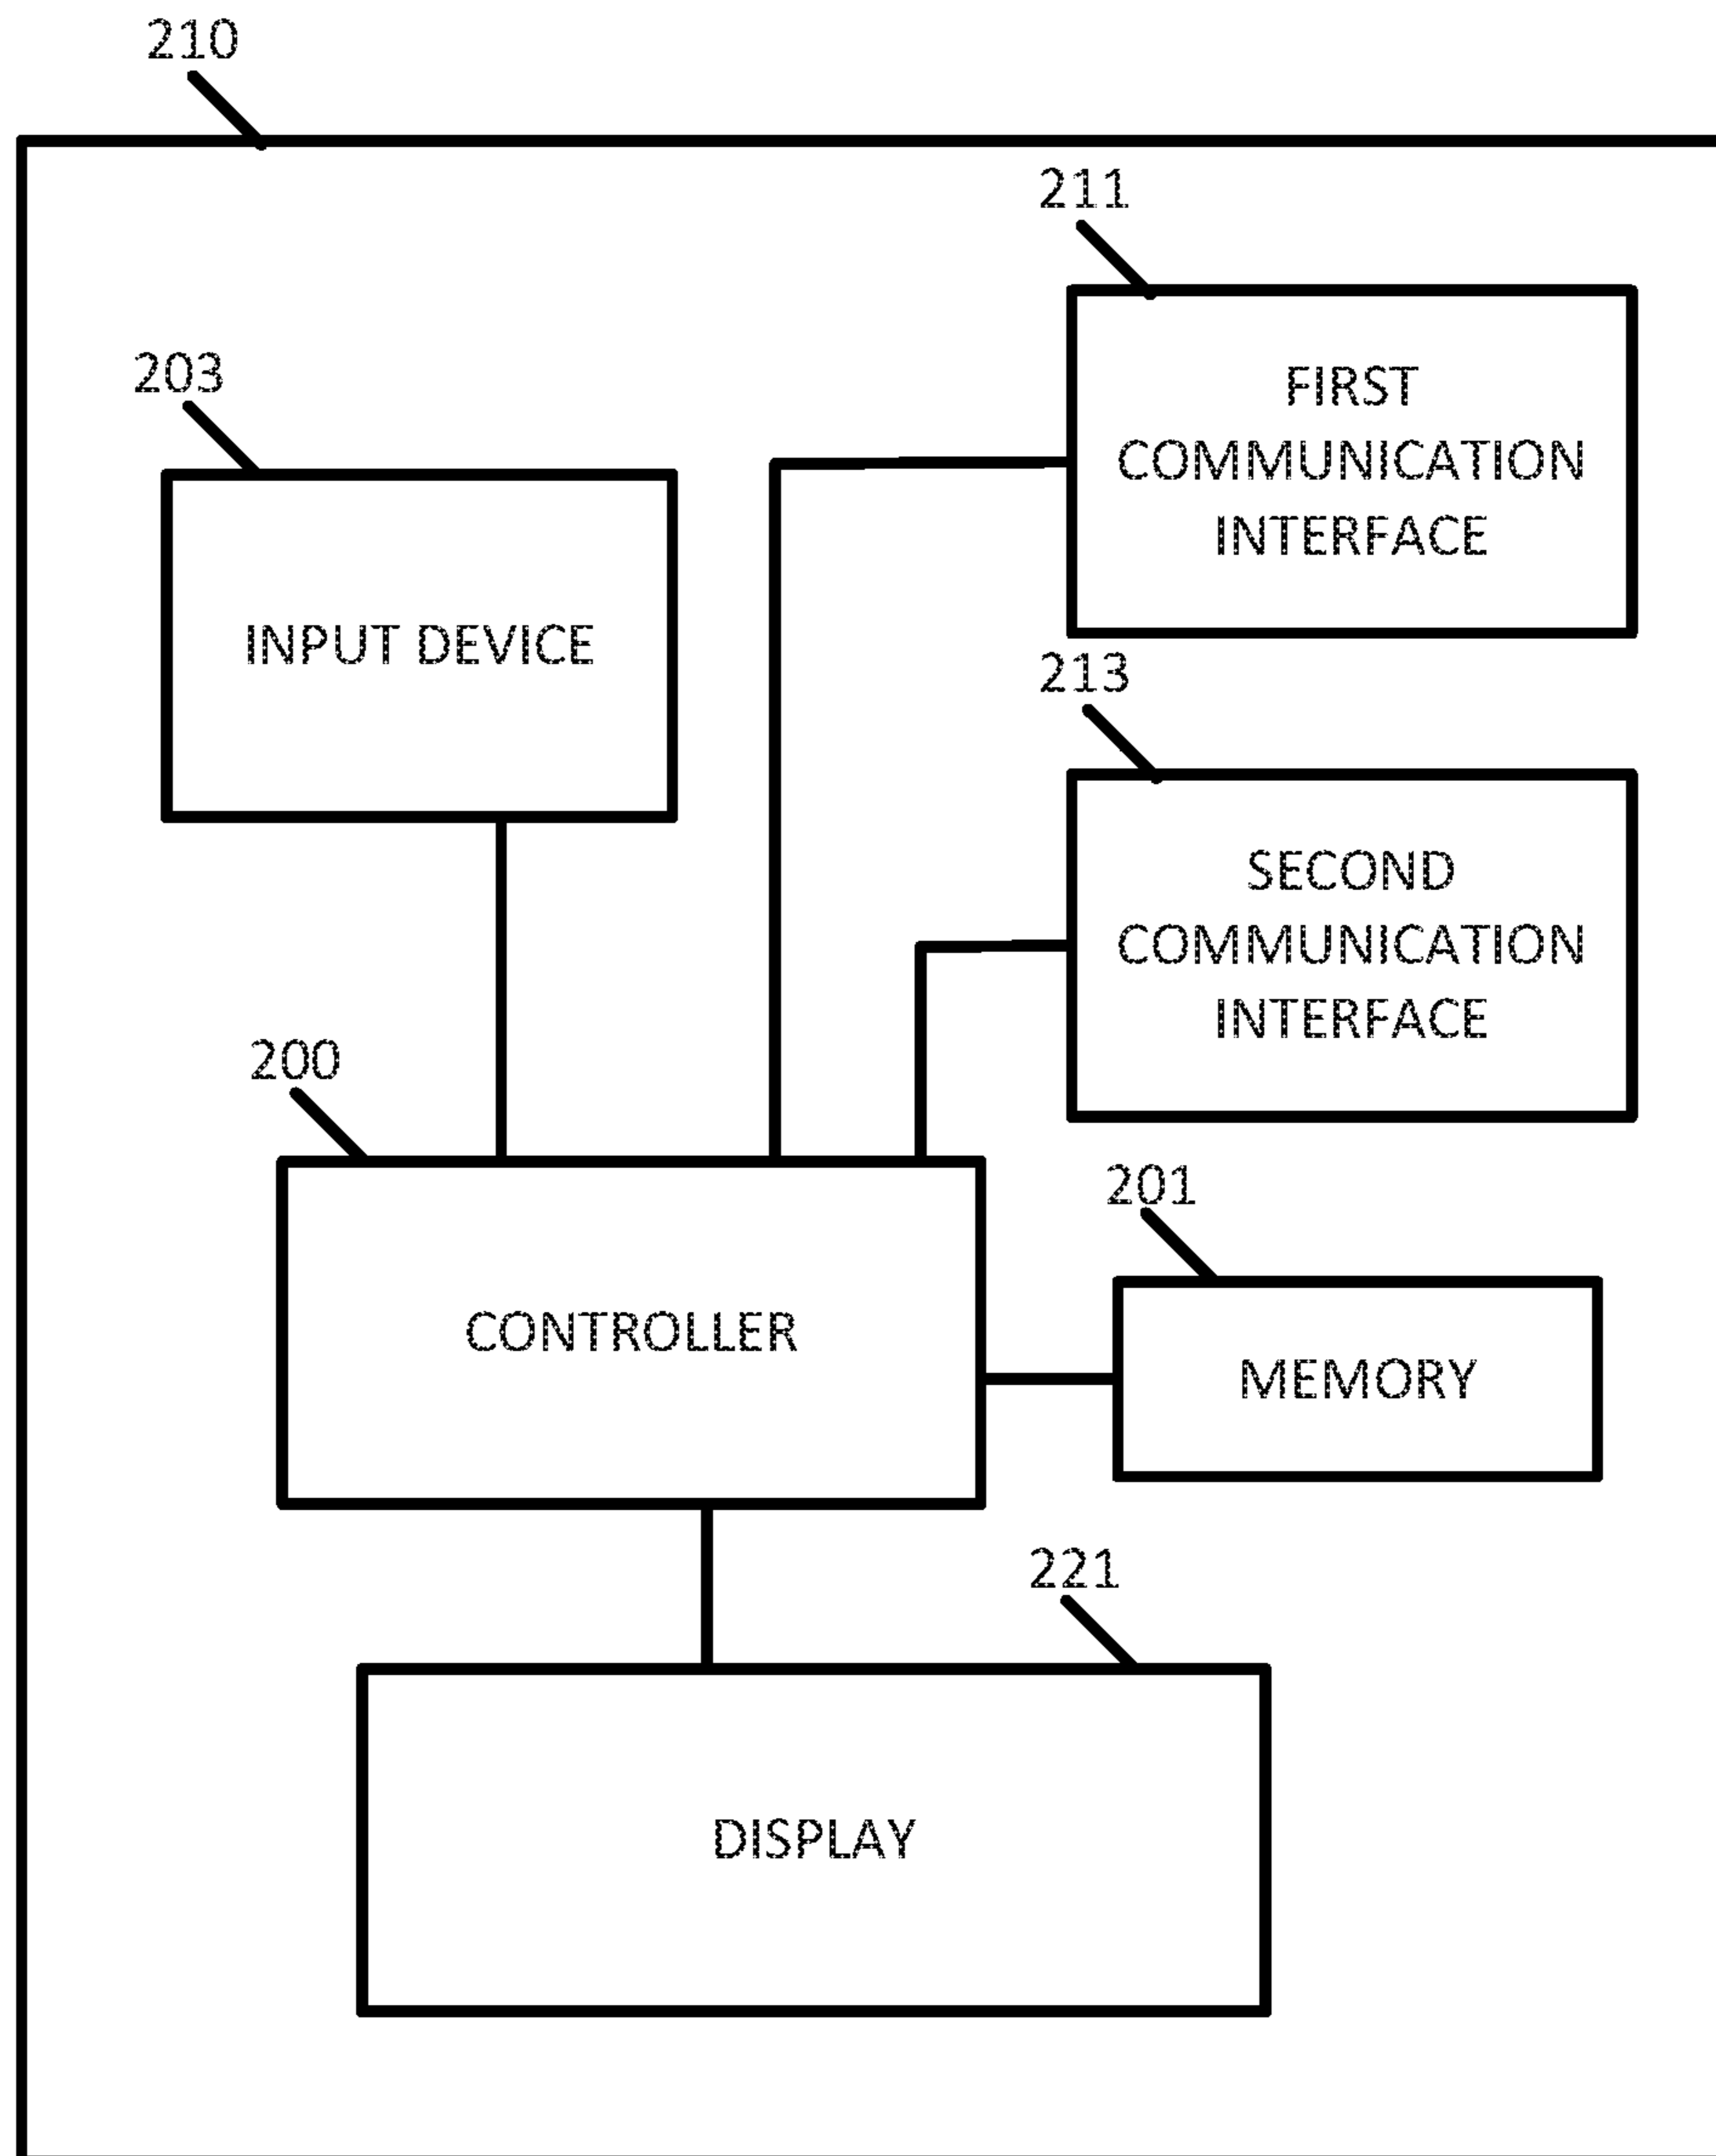 210
211
FIRST
COMMUNICATION
INTERFACE
203
INPUT DEVICE
213
SECOND
COMMUNICATION
INTERFACE
200
CONTROLLER
201
MEMORY
221
DISPLAY